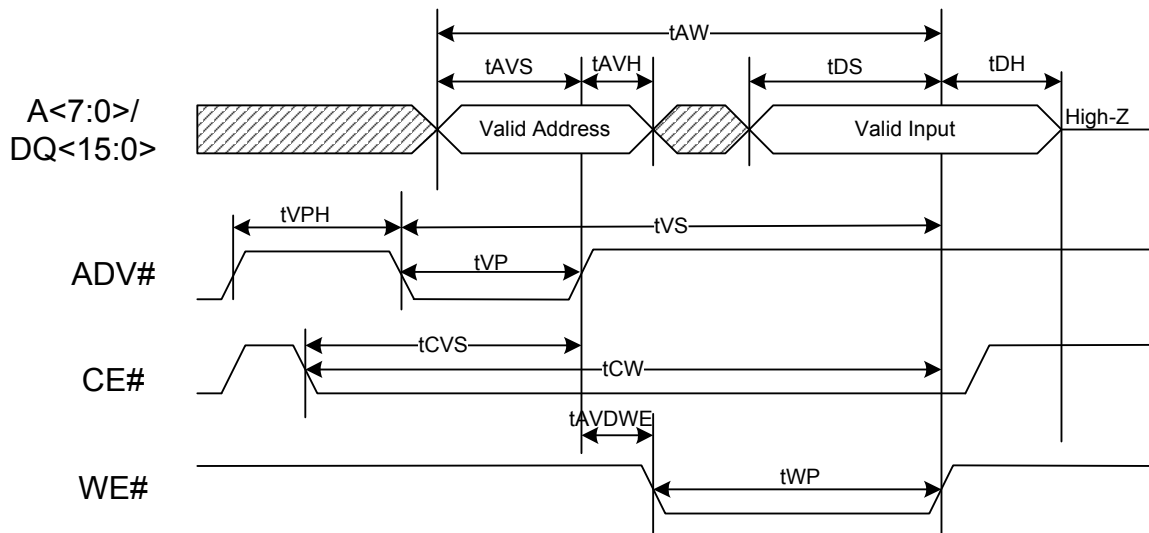 tAW
tAVS
tAVH
tDS
tDH
A<7:0>/
DQ<15:0>
Valid Address
Valid Input
High-Z
tVPH
tVS
ADV#
tVP
tCVS
CE#
tCW
tAVDWE
WE#
tWP